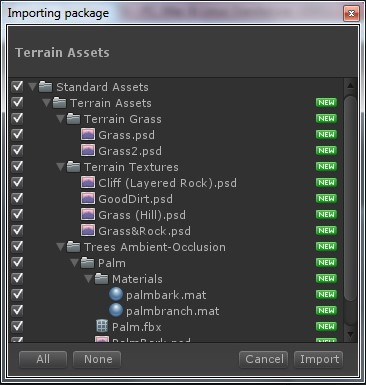 Importing package
Terrain Assets
Standard Assets
Terrain Assets NEW
Terrain Grass NEW
Grass.psd NEW
Grass2.psd NEW
Terrain Textures NEW
Cliff (Layered Rock).psd NEW
GoodDirt.psd NEW
Grass (Hill).psd NEW
Grass&Rock.psd NEW
Trees Ambient-Occlusion NEW
Palm NEW
Materials NEW
palmbark.mat NEW
palmbranch.mat NEW
Palm.fbx NEW
PalmBark.psd NEW
All None Cancel Import